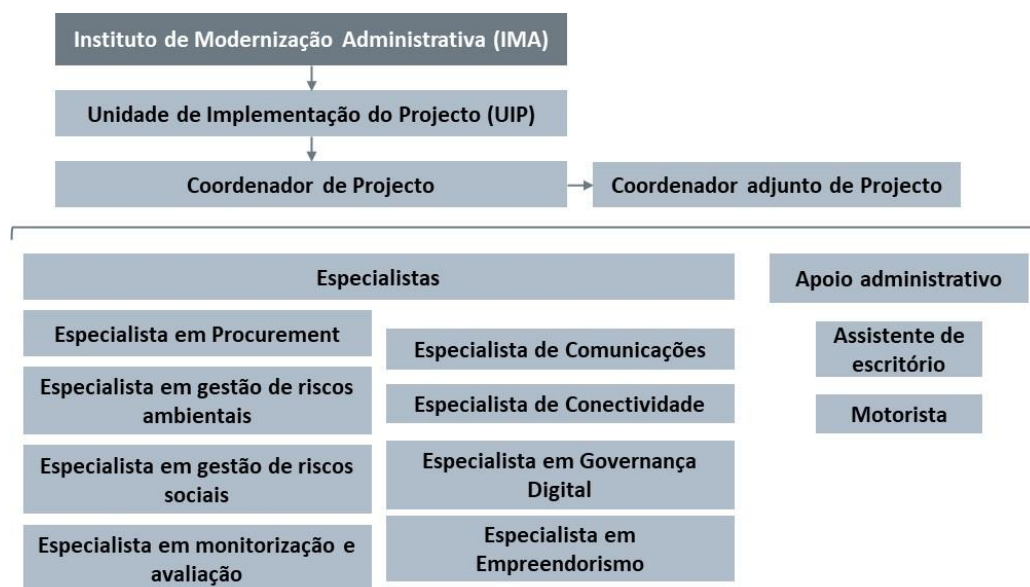 Instituto de Modernização Administrativa (IMA)
Unidade de Implementação do Projecto (UIP)
Coordenador de Projecto
Coordenador adjunto de Projecto
Especialistas
Especialista em Procurement
Especialista em gestão de riscos
ambientais
Especialista em gestão de riscos
sociais
Especialista em monitorização e
avaliação
Especialista de Comunicações
Especialista de Conectividade
Especialista em Governança
Digital
Especialista em
Empreendorismo
Apoio administrativo
Assistente de
escritório
Motorista